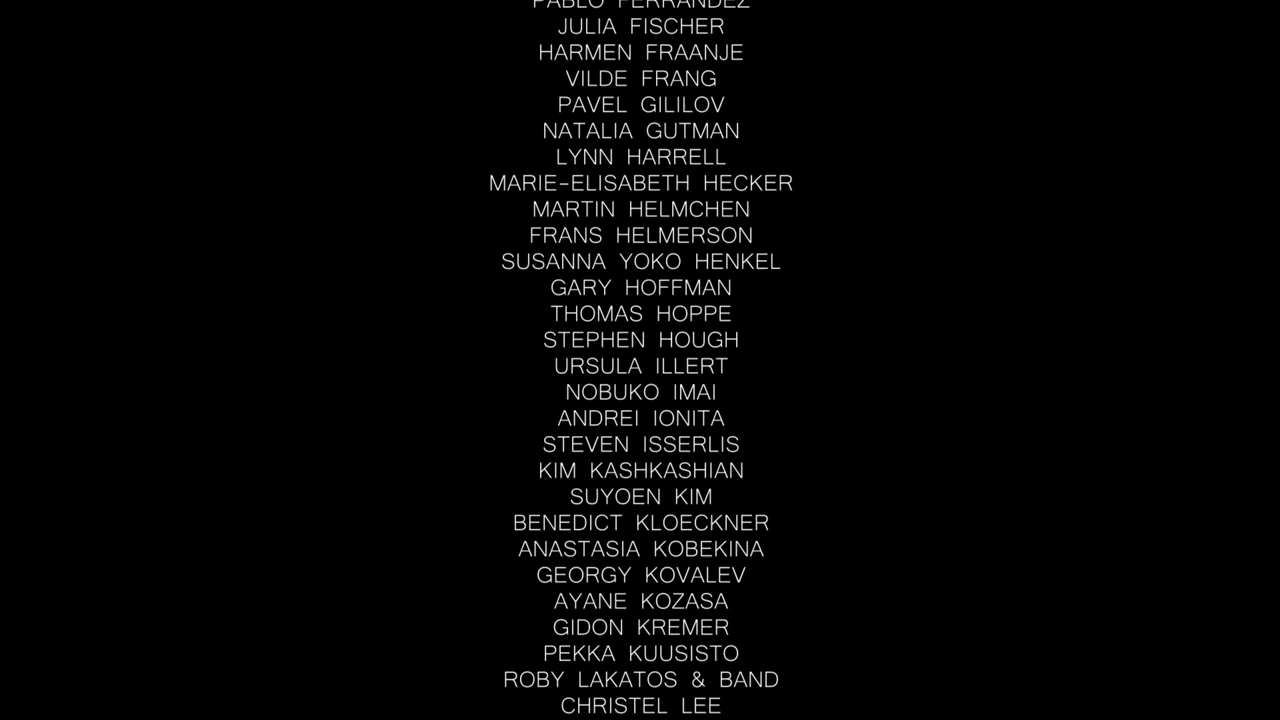 PABLO FERRÁNDEZ
JULIA FISCHER
HARMEN FRAANJE
VILDE FRANG
PAVEL GILILOV
NATALIA GUTMAN
LYNN HARRELL
MARIE-ELISABETH HECKER
MARTIN HELMCHEN
FRANS HELMERSON
SUSANNA YOKO HENKEL
GARY HOFFMAN
THOMAS HOPPE
STEPHEN HOUGH
URSULA ILLERT
NOBUKO IMAI
ANDREI IONITA
STEVEN ISSERLIS
KIM KASHKASHIAN
SUYOEN KIM
BENEDICT KLOECKNER
ANASTASIA KOBEKINA
GEORGY KOVALEV
AYANE KOZASA
GIDON KREMER
PEKKA KUUSISTO
ROBY LAKATOS & BAND
CHRISTEL LEE